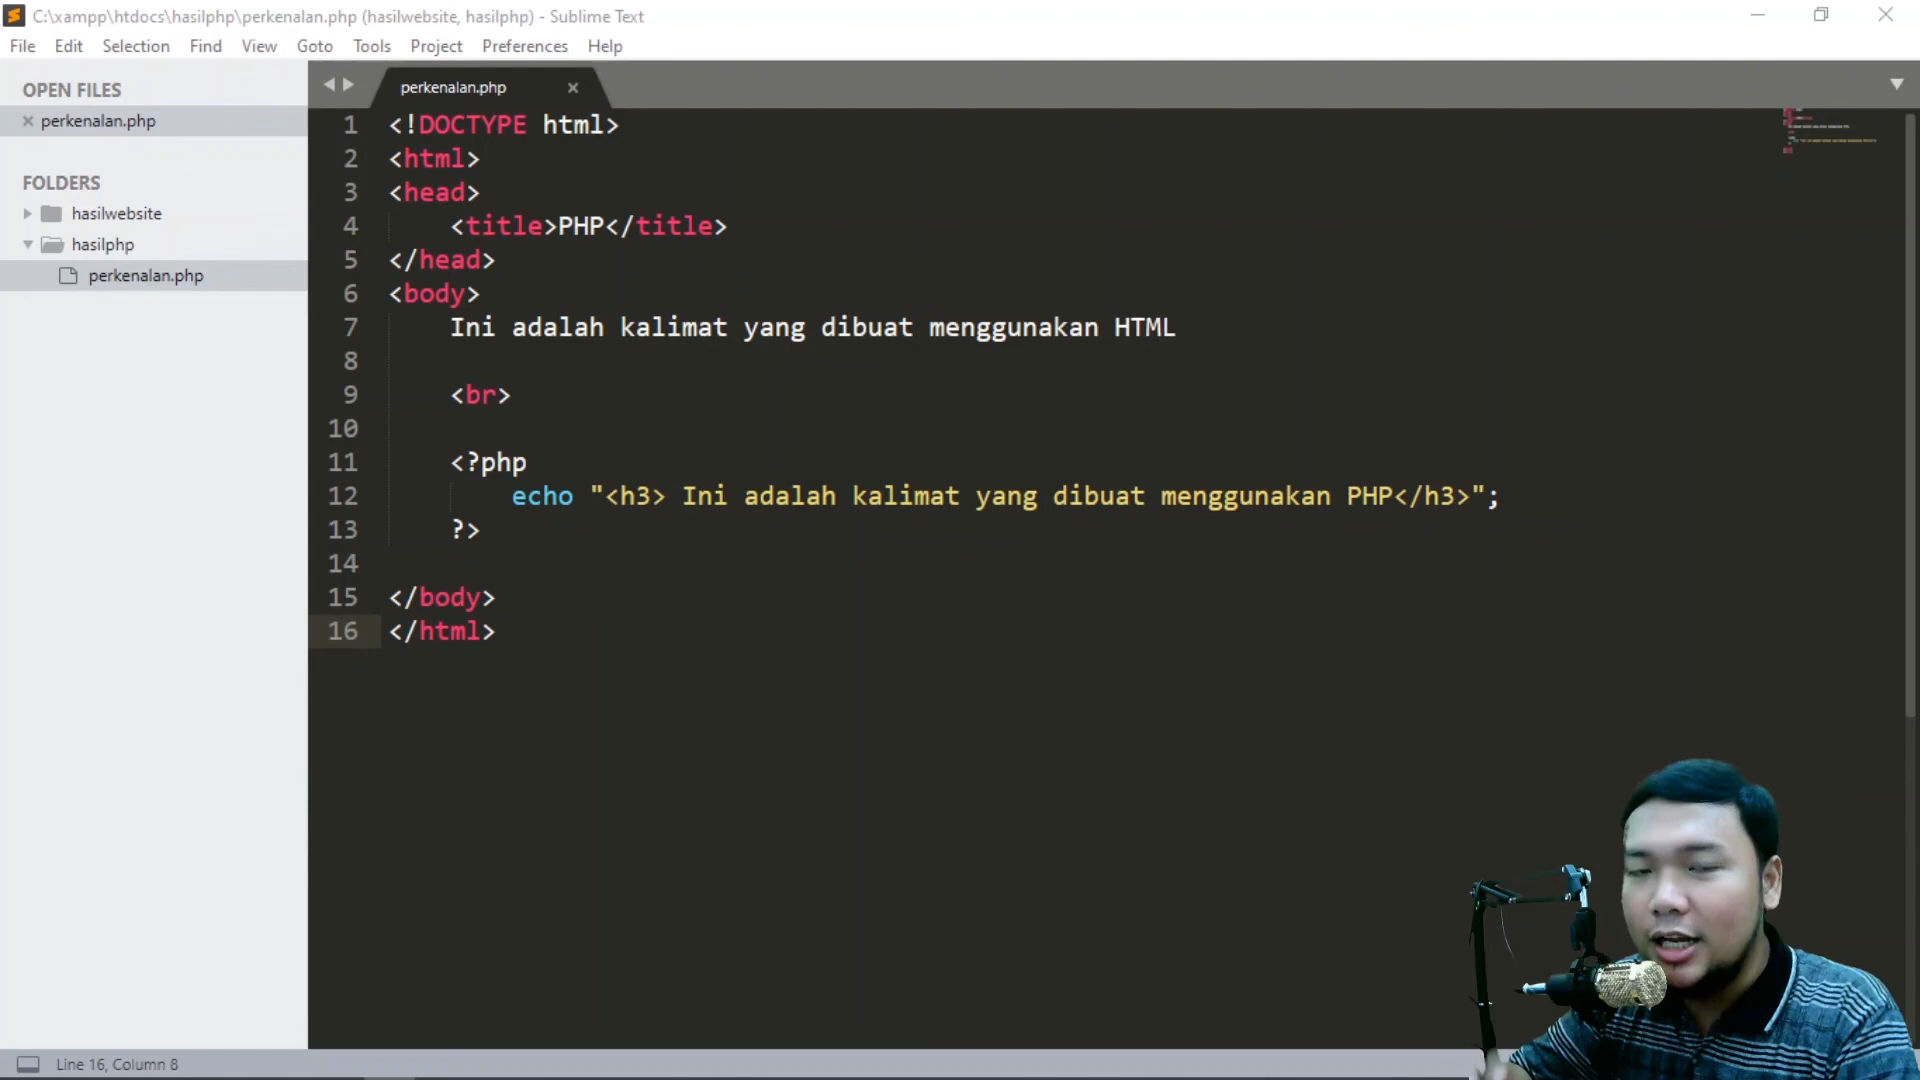 C:\xampp\htdocs\hasilphp\perkenalan.php (hasilwebsite, hasilphp) - Sublime Text
File Edit Selection Find View Goto Tools Project Preferences Help
OPEN FILES
perkenalan.php
FOLDERS
hasilwebsite
hasilphp
perkenalan.php
perkenalan.php
1 <!DOCTYPE html>
2 <html>
3 <head>
4 <title>PHP</title>
5 </head>
6 <body>
7 Ini adalah kalimat yang dibuat menggunakan HTML
8
9 <br>
10
11 <?php
12 echo "<h3> Ini adalah kalimat yang dibuat menggunakan PHP</h3>";
13 ?>
14
15 </body>
16 </html>
Line 16, Column 8